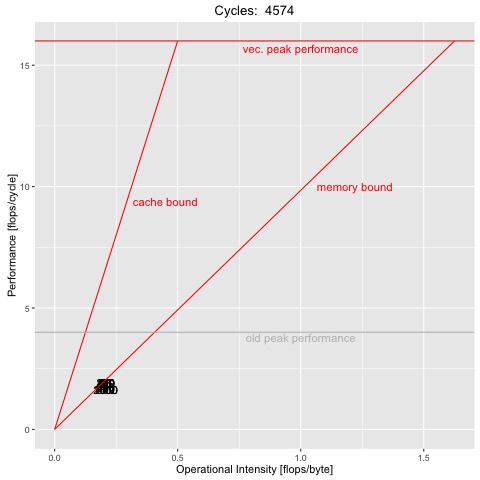 Cycles: 4574
vec. peak performance
15
memory bound
10
cache bound
Performance [flops/cycle]
5
old peak performance
0
0.0 0.5 1.0 1.5
Operational Intensity [flops/byte]